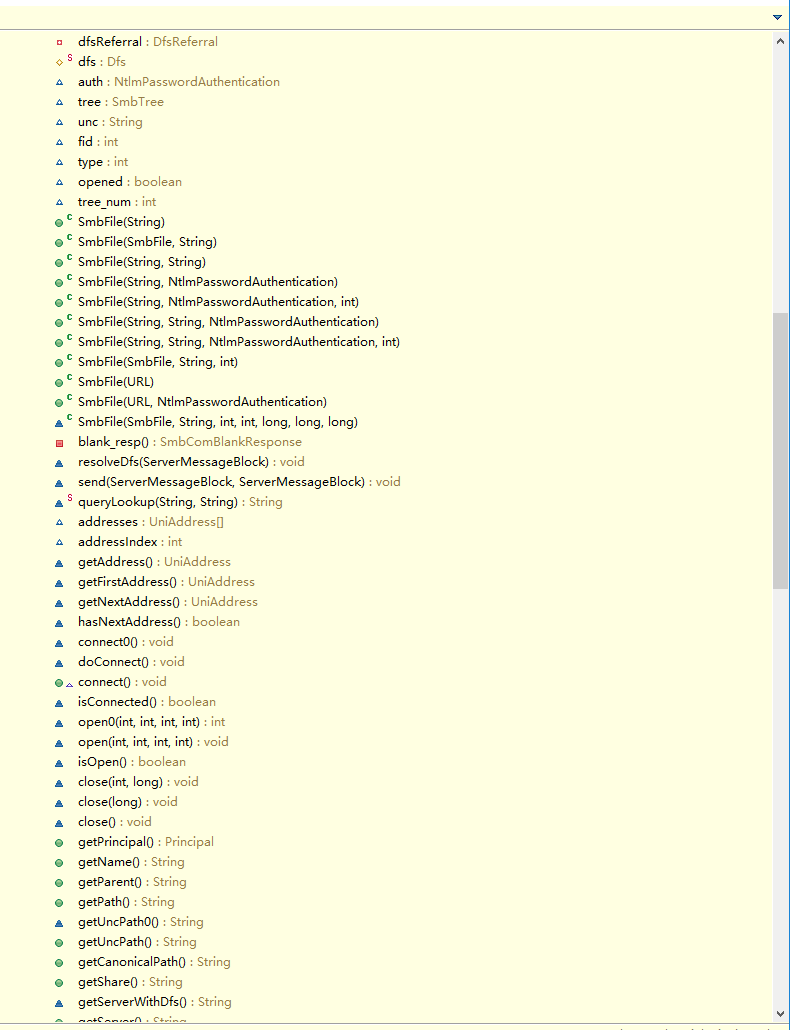 dfsReferral : DfsReferral
S dfs : Dfs
auth : NtlmPasswordAuthentication
tree : SmbTree
unc : String
fid : int
type : int
opened : boolean
tree_num : int
C SmbFile(String)
C SmbFile(SmbFile, String)
C SmbFile(String, String)
C SmbFile(String, NtlmPasswordAuthentication)
C SmbFile(String, NtlmPasswordAuthentication, int)
C SmbFile(String, String, NtlmPasswordAuthentication)
C SmbFile(String, String, NtlmPasswordAuthentication, int)
C SmbFile(SmbFile, String, int)
C SmbFile(URL)
C SmbFile(URL, NtlmPasswordAuthentication)
C SmbFile(SmbFile, String, int, int, long, long, long)
blank_resp() : SmbComBlankResponse
resolveDfs(ServerMessageBlock) : void
send(ServerMessageBlock, ServerMessageBlock) : void
S queryLookup(String, String) : String
addresses : UniAddress[]
addressIndex : int
getAddress() : UniAddress
getFirstAddress() : UniAddress
getNextAddress() : UniAddress
hasNextAddress() : boolean
connect0() : void
doConnect() : void
connect() : void
isConnected() : boolean
open0(int, int, int, int) : int
open(int, int, int, int) : void
isOpen() : boolean
close(int, long) : void
close(long) : void
close() : void
getPrincipal() : Principal
getName() : String
getParent() : String
getPath() : String
getUncPath0() : String
getUncPath() : String
getCanonicalPath() : String
getShare() : String
getServerWithDfs() : String
getServer() : String